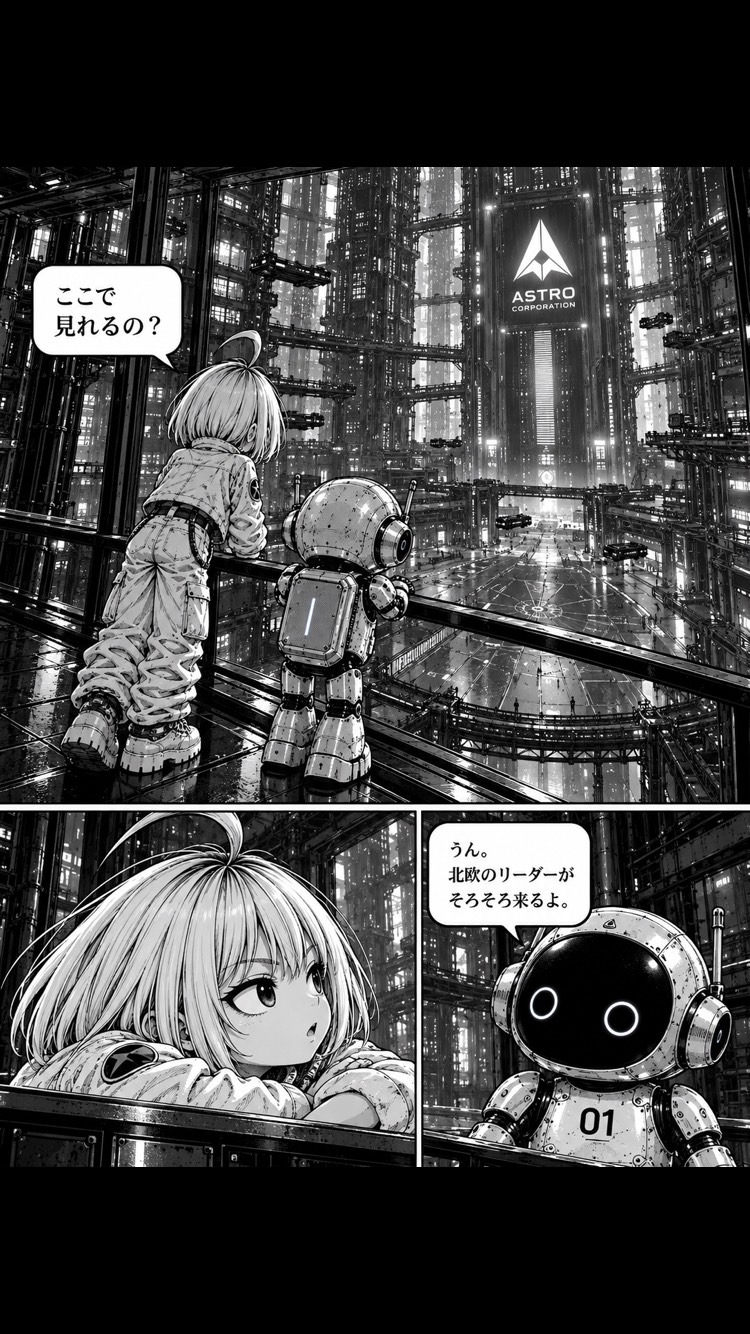 ここで
見れるの？
ASTRO
CORPORATION
うん。
北欧のリーダーが
そろそろ来るよ。
01